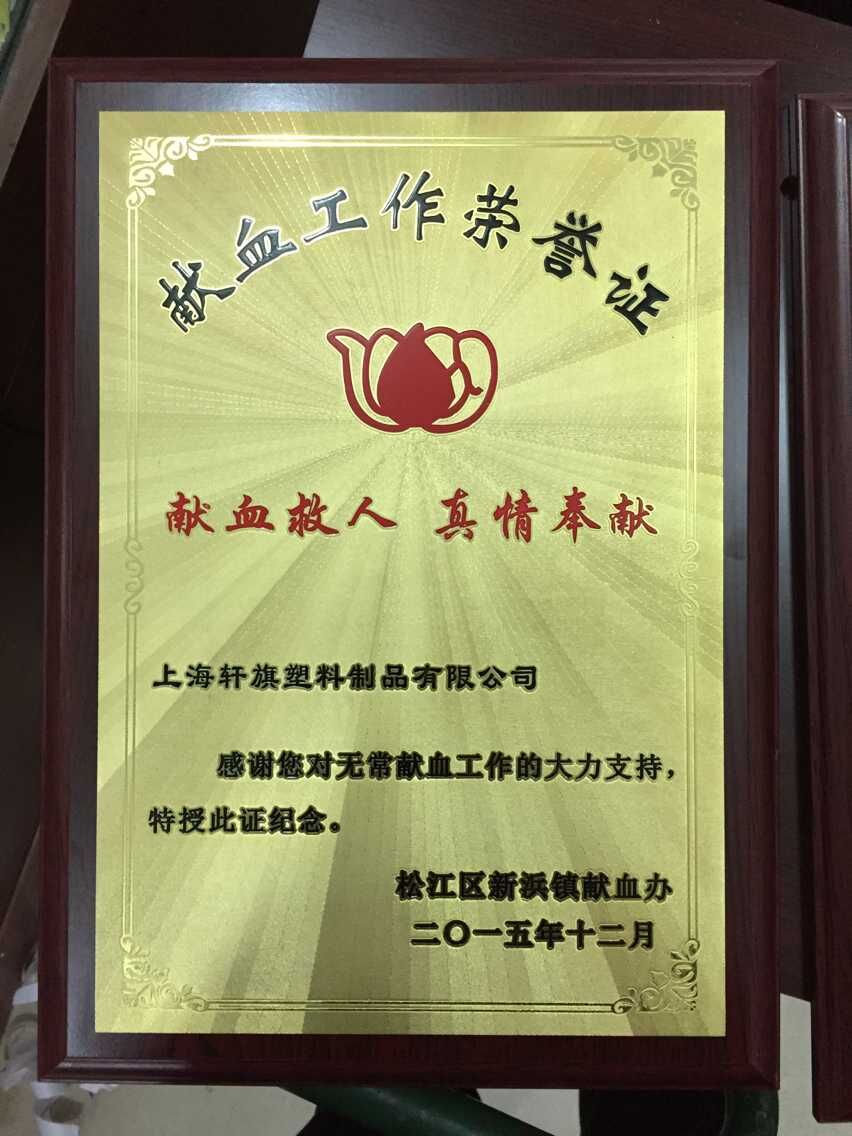 献血工作荣誉证
献血救人 真情奉献
上海轩旗塑料制品有限公司
感谢您对无常献血工作的大力支持，
特授此证纪念。
松江区新浜镇献血办
二〇一五年十二月